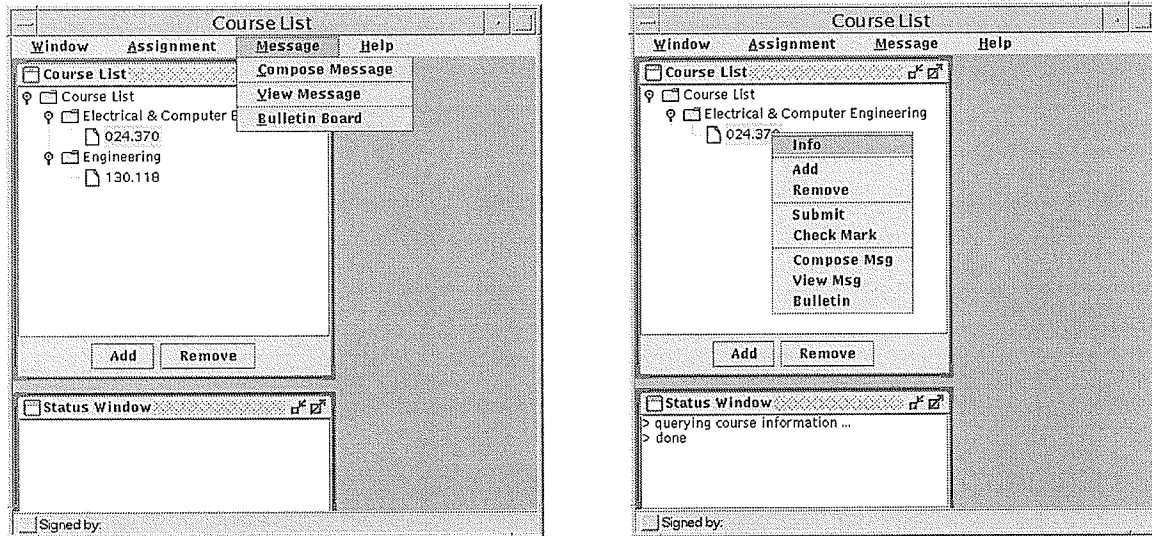 Course List
Window Assignment Message Help
Course List
Compose Message
View Message
Bulletin Board
Course List
Electrical & Computer E
024.370
Engineering
130.118
Add Remove
Status Window
Signed by:
Course List
Window Assignment Message Help
Course List
Course List
Electrical & Computer Engineering
024.370
Info
Add
Remove
Submit
Check Mark
Compose Msg
View Msg
Bulletin
Add Remove
Status Window
> querying course information ...
> done
Signed by: